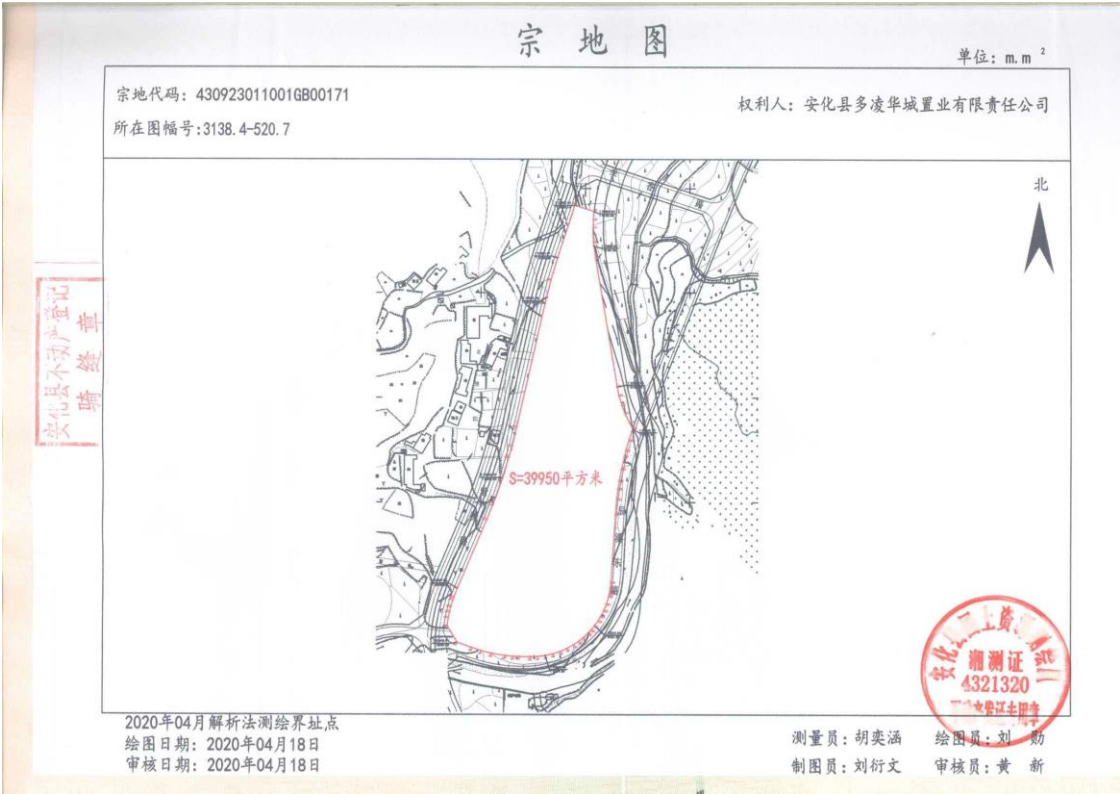 宗地图
单位：m.m²
宗地代码：430923011001GB00171
权利人：安化县多凌华城置业有限责任公司
所在图幅号：3138.4-520.7
北
安化县不动产登记
骑缝章
S=39950平方米
湘测证
4321320
2020年04月解析法测绘界址点
绘图日期：2020年04月18日
审核日期：2020年04月18日
测量员：胡奕涵 绘图员：刘 勋
制图员：刘衍文 审核员：黄 新